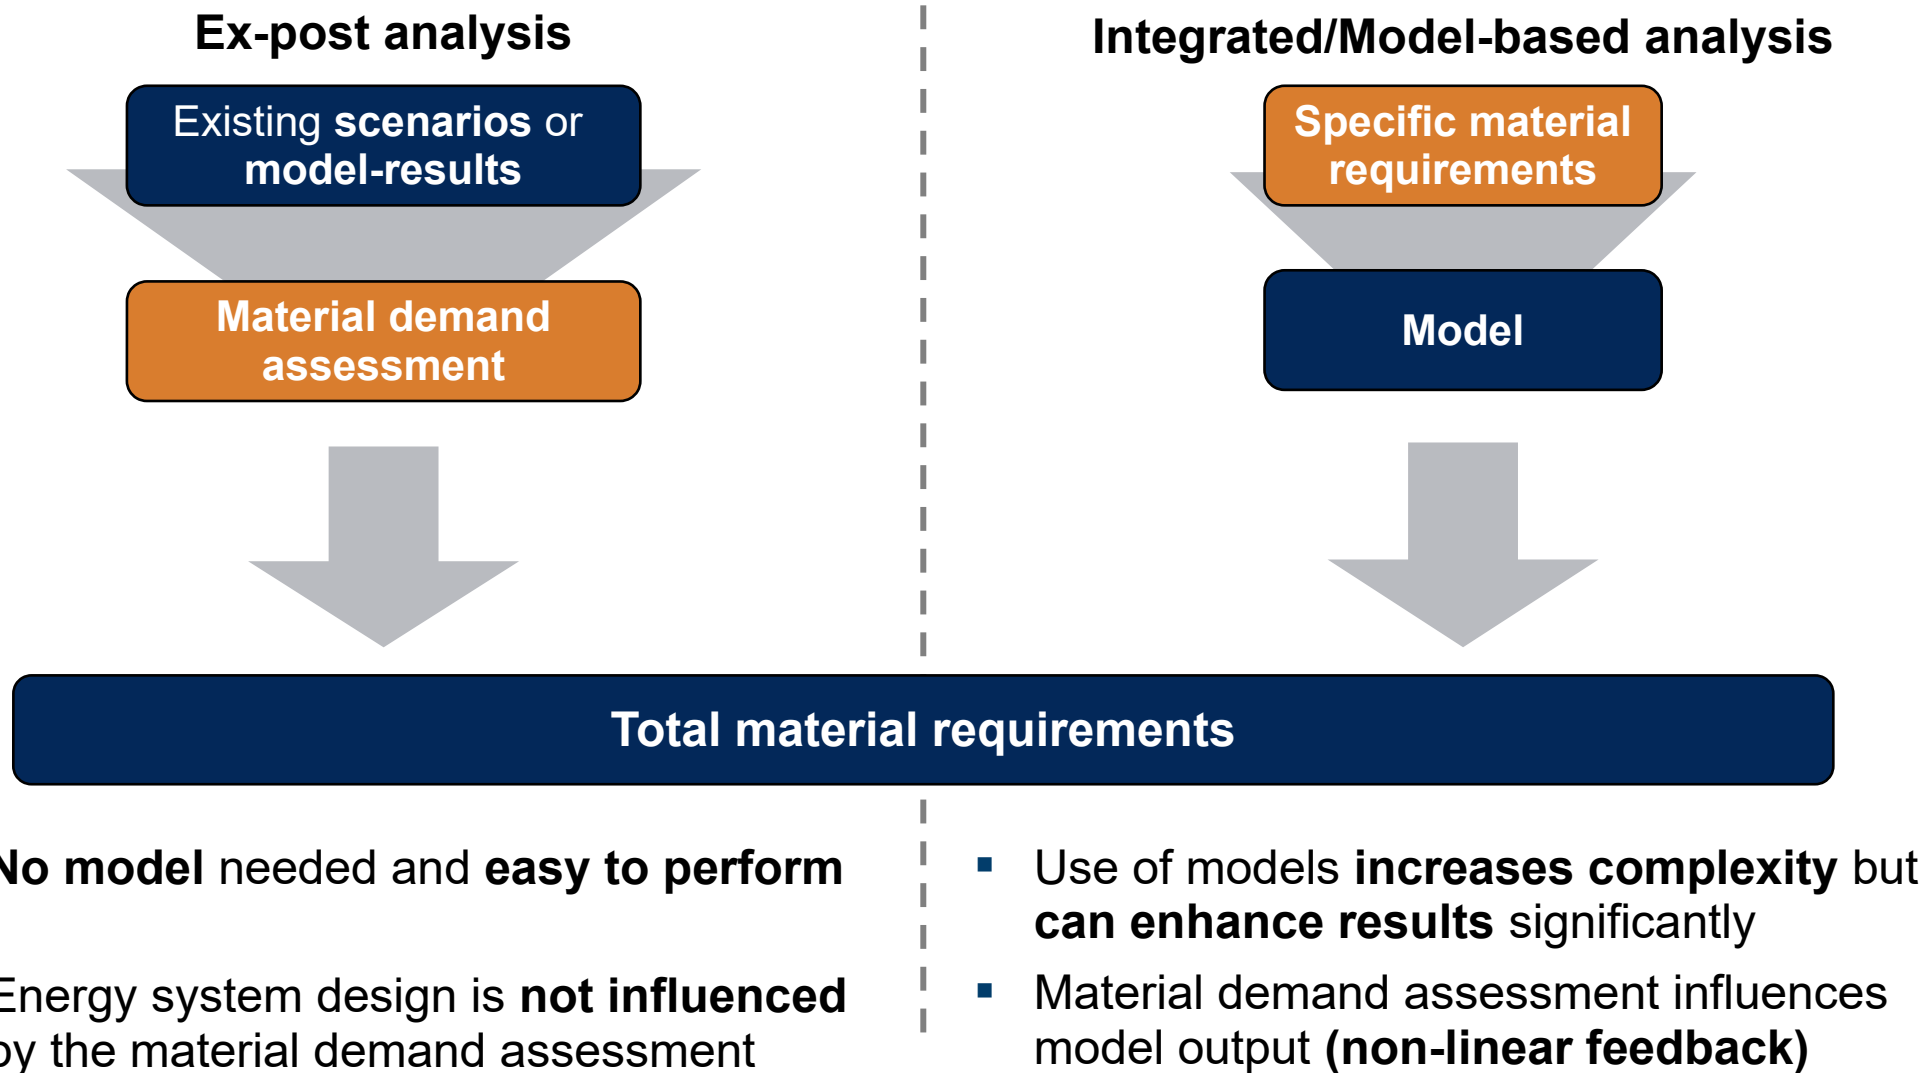 Ex-post analysis
Existing scenarios or
model-results
Material demand
assessment
Integrated/Model-based analysis
Specific material
requirements
Model
Total material requirements
No model needed and easy to perform
Energy system design is not influenced
by the material demand assessment
▪ Use of models increases complexity but
can enhance results significantly
▪ Material demand assessment influences
model output (non-linear feedback)